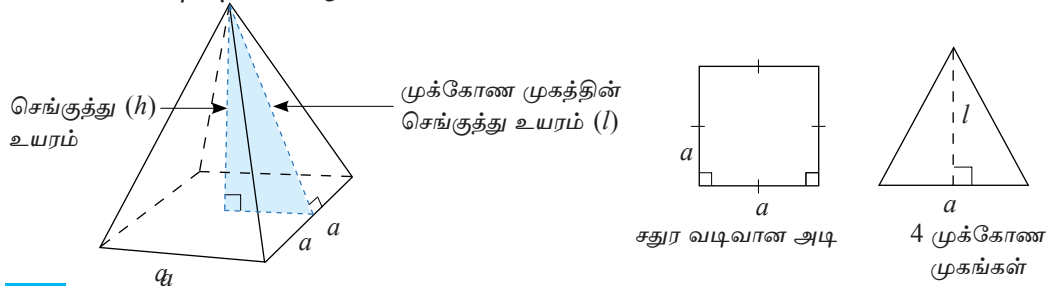 செங்குத்து (h)
உயரம்
முக்கோண முகத்தின்
செங்குத்து உயரம் (l)
a
a
a
a
l
a
a
சதுர வடிவான அடி
a
4 முக்கோண
முகங்கள்